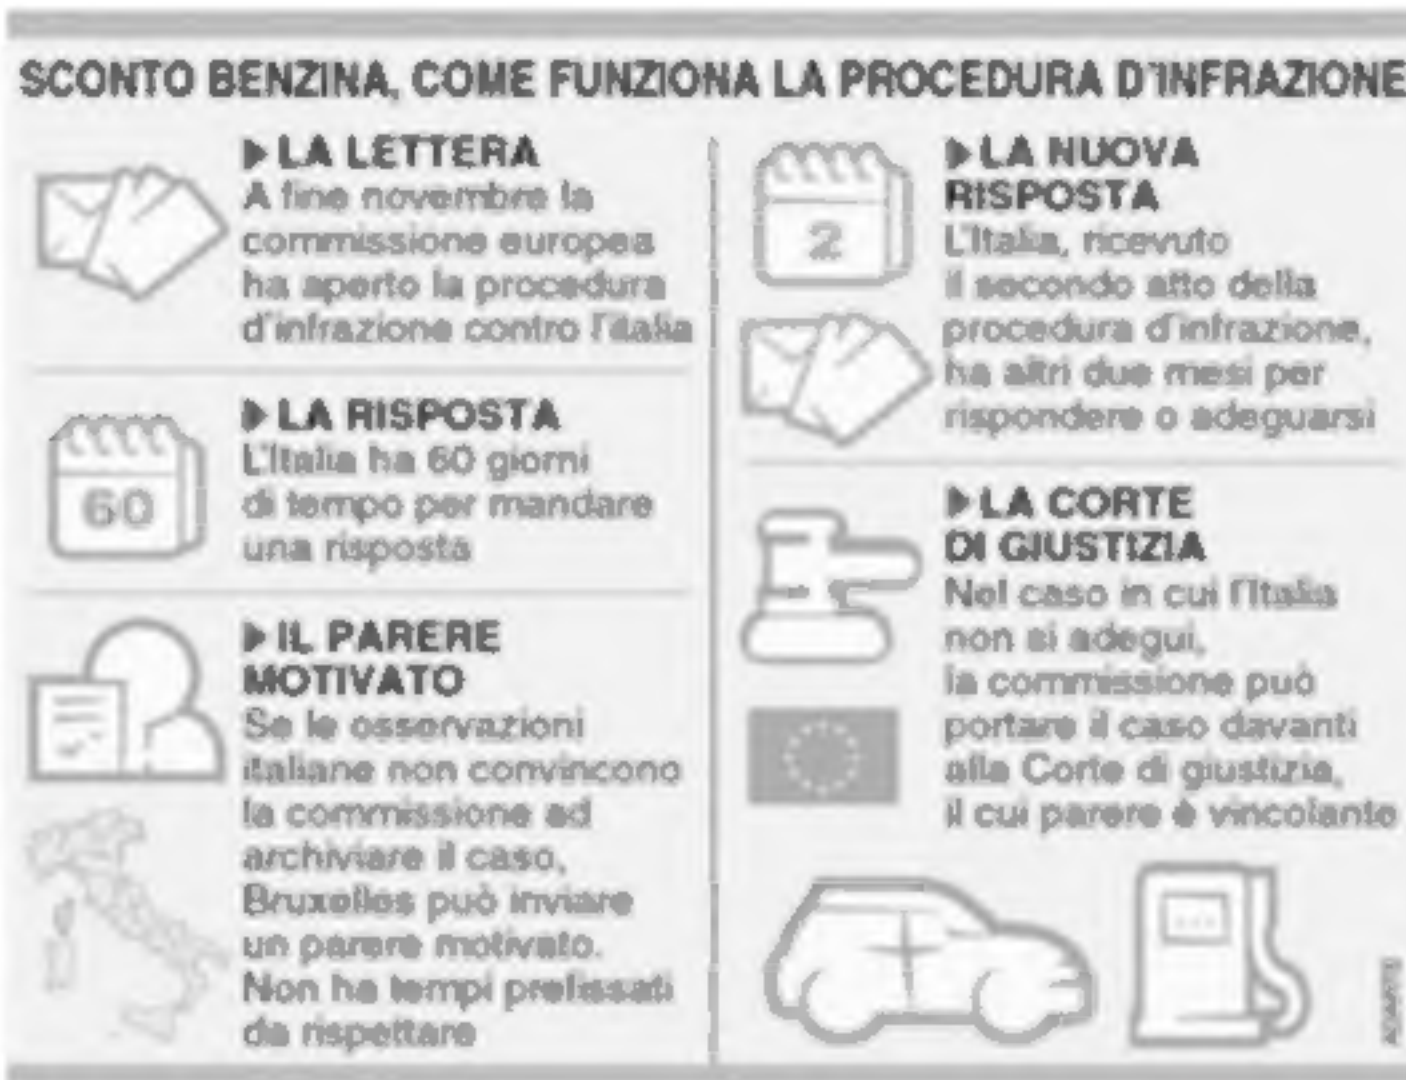 SCONTO BENZINA, COME FUNZIONA LA PROCEDURA D'INFRAZIONE
LA LETTERA
A fine novembre la
commissione europea
ha aperto la procedura
d'infrazione contro l'Italia
60
LA RISPOSTA
L'Italia ha 60 giorni
di tempo per mandare
una risposta
IL PARERE
MOTIVATO
Se le osservazioni
italiane non convincono
la commissione ad
archiviare il caso,
Bruxelles può inviare
un parere motivato.
Non ha tempi prefissati
da rispettare
2
LA NUOVA
RISPOSTA
L'Italia, ricevuto
il secondo atto della
procedura d'infrazione,
ha altri due mesi per
rispondere o adeguarsi
LA CORTE
DI GIUSTIZIA
Nel caso in cui l'Italia
non si adegui,
la commissione può
portare il caso davanti
alla Corte di giustizia,
il cui parere è vincolante